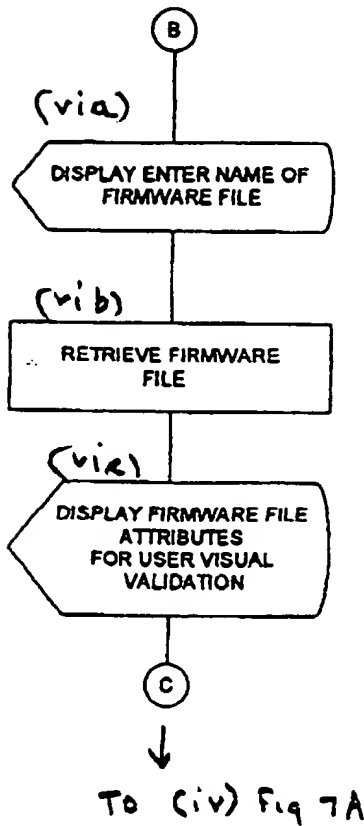 B
(via)
DISPLAY ENTER NAME OF
FIRMWARE FILE
(vib)
RETRIEVE FIRMWARE
FILE
(vic)
DISPLAY FIRMWARE FILE
ATTRIBUTES
FOR USER VISUAL
VALIDATION
C
TO (iv) Fig 7A